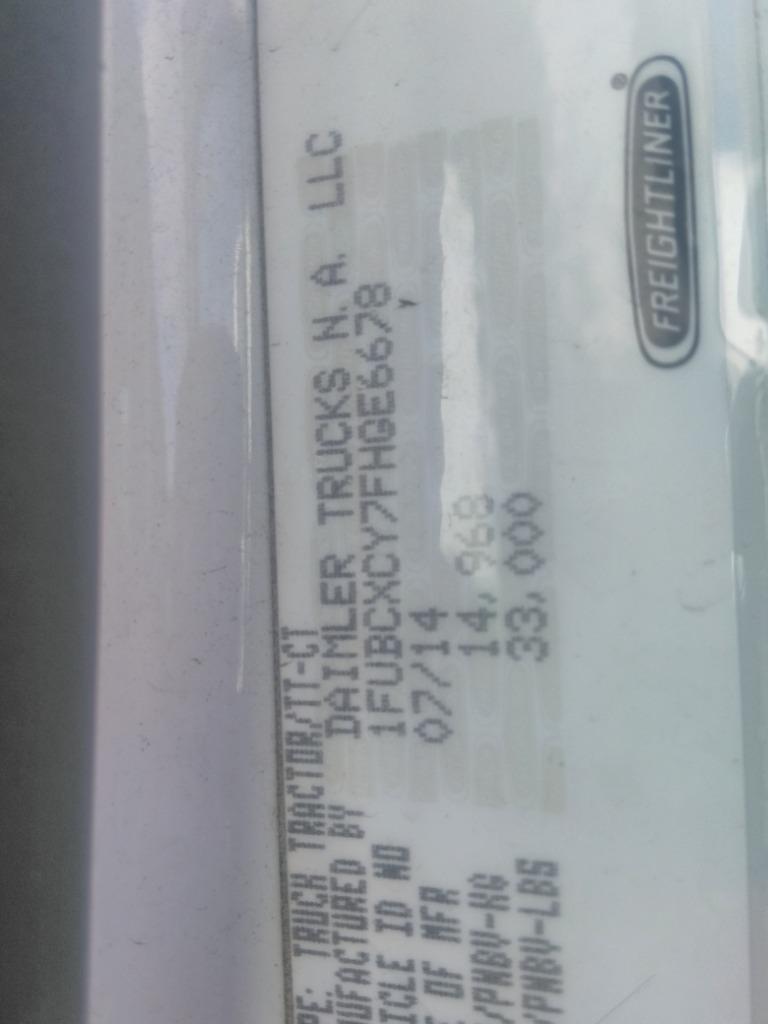 PE: TRUCK TRACTOR/TT-CT
NUFACTURED BY DAIMLER TRUCKS N.A. LLC
ICLE ID NO 1FUBCXCY7FHGE6678
E OF MFR 07/14
/PNBV-KG 14,968
/PNBV-LBS 33,000
FREIGHTLINER®